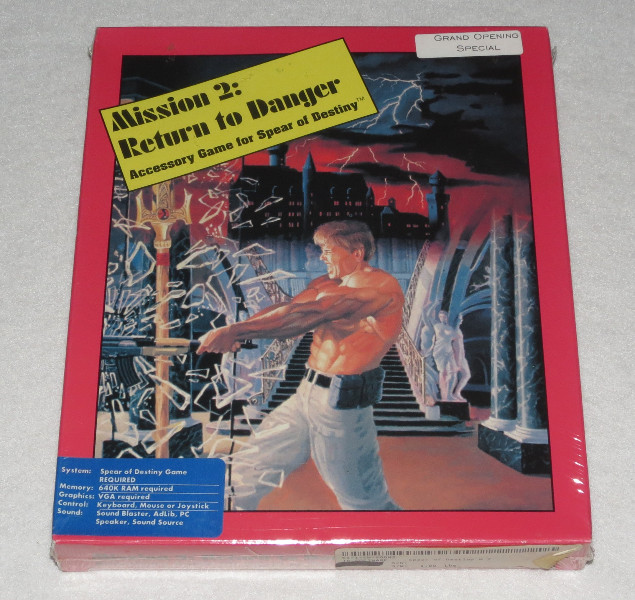 Grand Opening
Special
Mission 2:
Return to Danger
Accessory Game for Spear of Destiny™
System: Spear of Destiny Game
REQUIRED
Memory: 640K RAM required
Graphics: VGA required
Control: Keyboard, Mouse or Joystick
Sound: Sound Blaster, AdLib, PC
Speaker, Sound Source